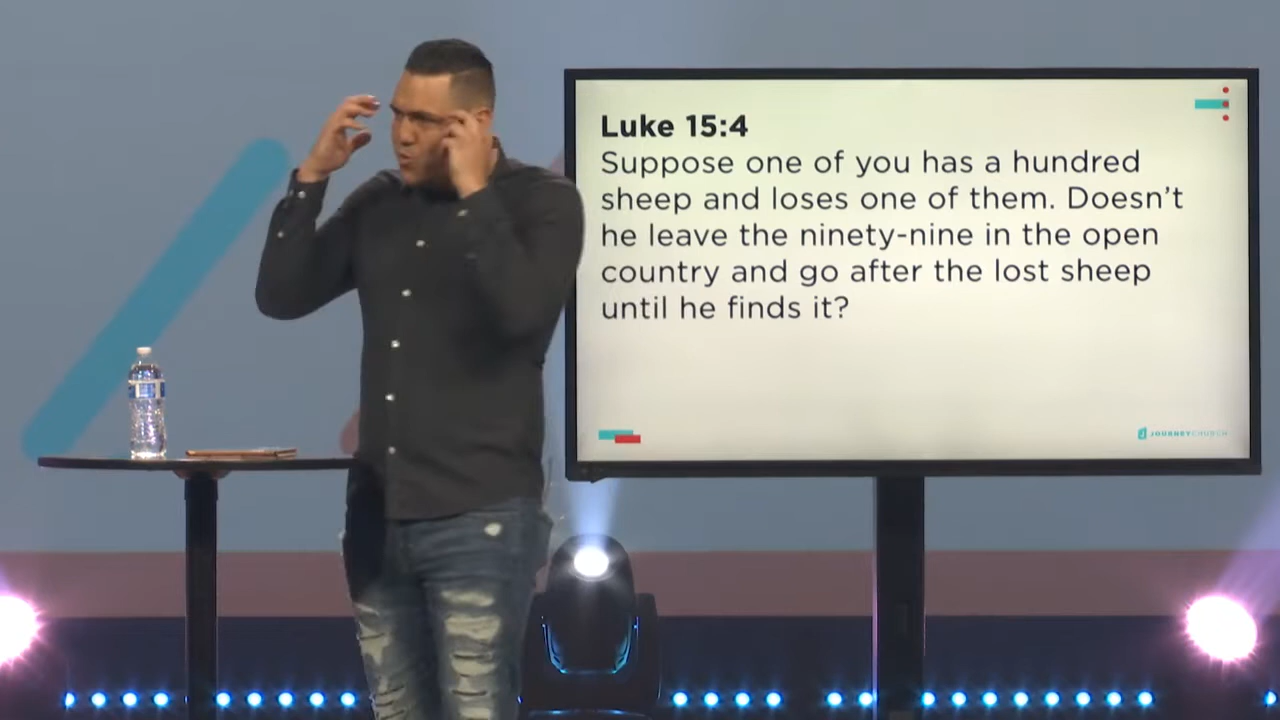 Luke 15:4
Suppose one of you has a hundred
sheep and loses one of them. Doesn’t
he leave the ninety-nine in the open
country and go after the lost sheep
until he finds it?
JOURNEYCHURCH